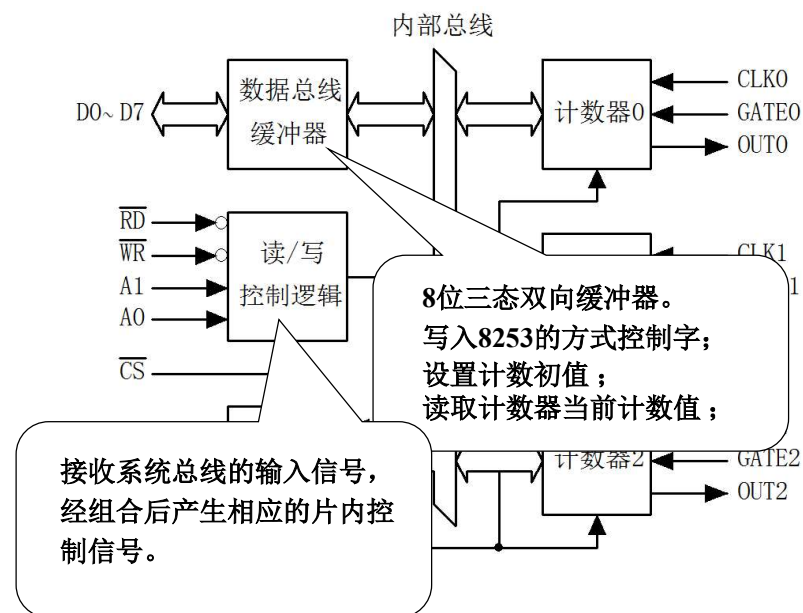 内部总线
D0~D7
数据总线
缓冲器
计数器0
CLK0
GATE0
OUT0
RD
WR
A1
A0
CS
读/写
控制逻辑
CLK1
1
8位三态双向缓冲器。
写入8253的方式控制字；
设置计数初值；
读取计数器当前计数值；
接收系统总线的输入信号，
经组合后产生相应的片内控
制信号。
计数器2
GATE2
OUT2